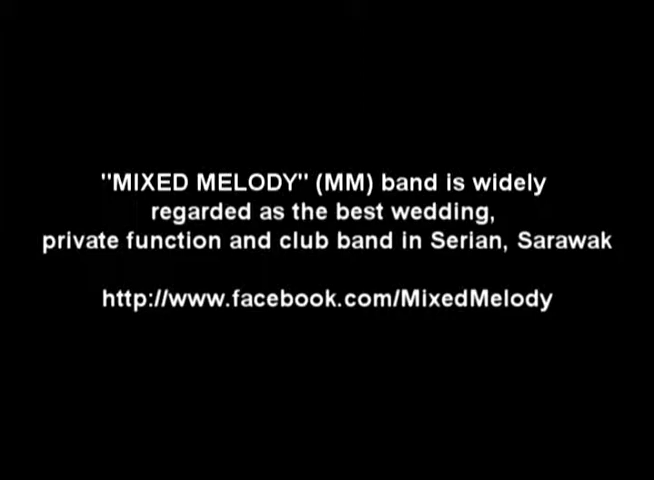 "MIXED MELODY" (MM) band is widely
regarded as the best wedding,
private function and club band in Serian, Sarawak
http://www.facebook.com/MixedMelody